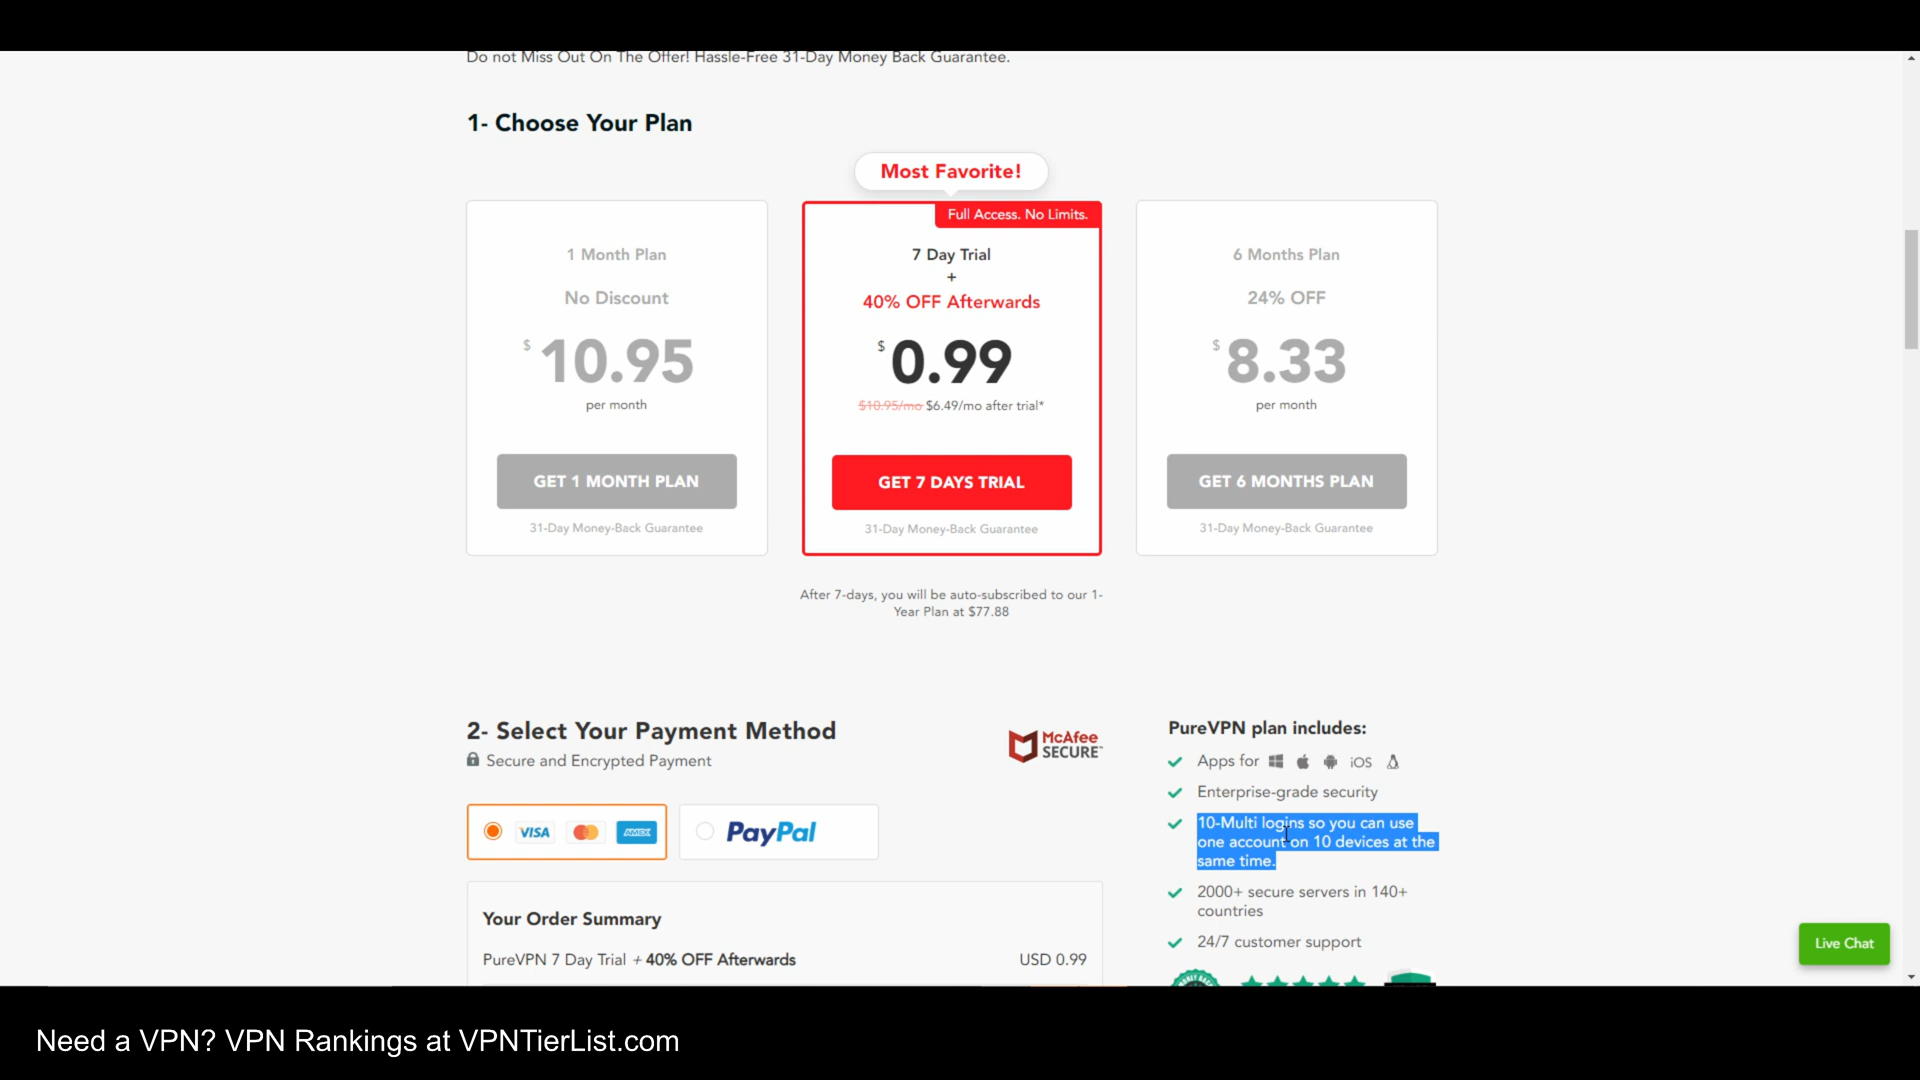 Do not Miss Out On The Offer! Hassle-Free 31-Day Money Back Guarantee.
1- Choose Your Plan
Most Favorite!
1 Month Plan
No Discount
$ 10.95
per month
GET 1 MONTH PLAN
31-Day Money-Back Guarantee
Full Access. No Limits.
7 Day Trial
+
40% OFF Afterwards
$ 0.99
$10.95/mo $6.49/mo after trial*
GET 7 DAYS TRIAL
31-Day Money-Back Guarantee
6 Months Plan
24% OFF
$ 8.33
per month
GET 6 MONTHS PLAN
31-Day Money-Back Guarantee
After 7-days, you will be auto-subscribed to our 1-
Year Plan at $77.88
2- Select Your Payment Method
Secure and Encrypted Payment
McAfee
SECURE™
VISA
AMEX
PayPal
Your Order Summary
PureVPN 7 Day Trial + 40% OFF Afterwards USD 0.99
PureVPN plan includes:
Apps for iOS
Enterprise-grade security
10-Multi logins so you can use
one account on 10 devices at the
same time.
2000+ secure servers in 140+
countries
24/7 customer support
Live Chat
Need a VPN? VPN Rankings at VPNTierList.com